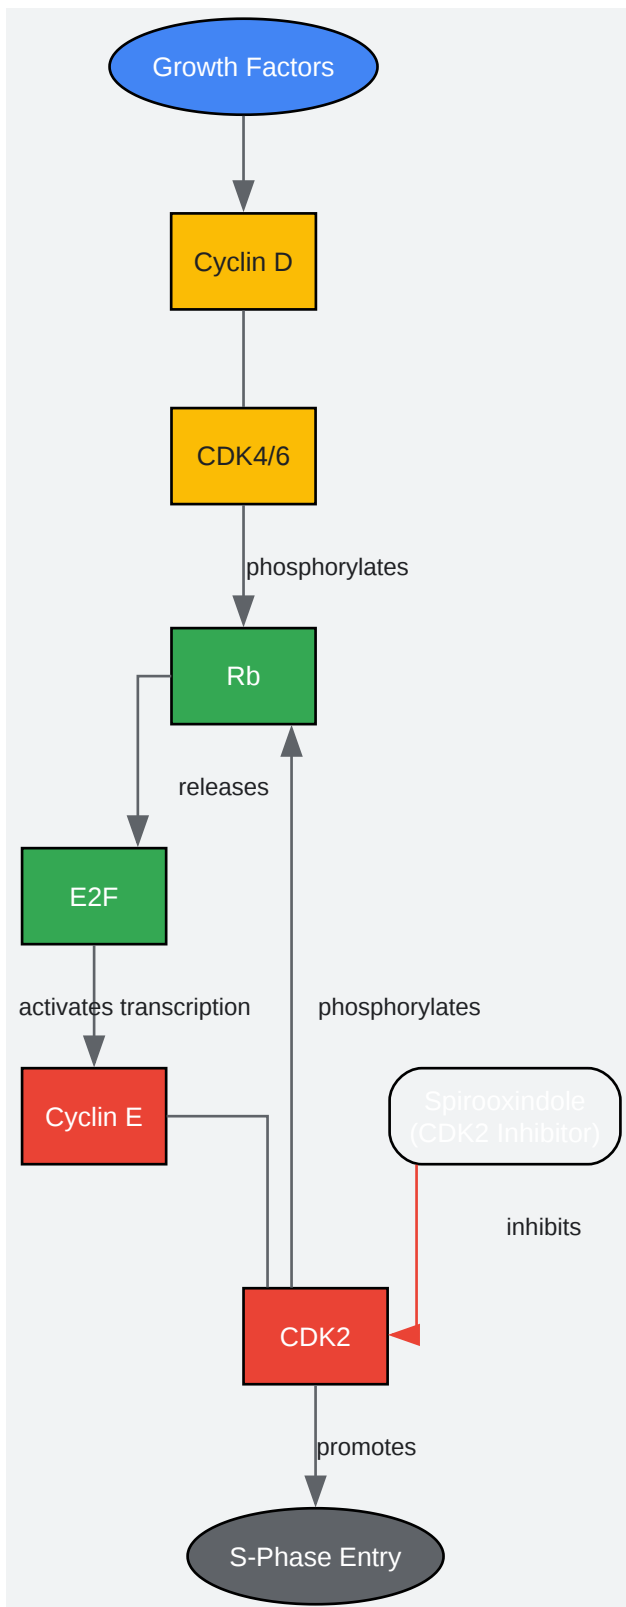 Growth Factors
Cyclin D
CDK4/6
phosphorylates
Rb
releases
E2F
activates transcription
phosphorylates
Cyclin E
Spirooxindole
(CDK2 Inhibitor)
inhibits
CDK2
promotes
S-Phase Entry